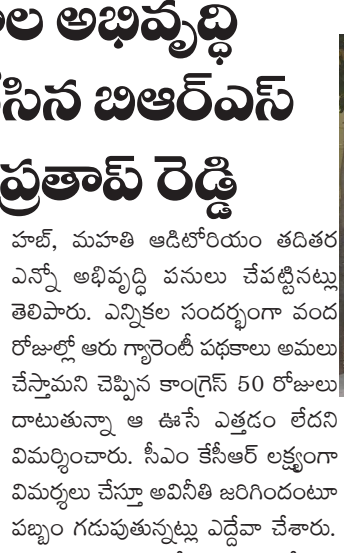 ల అభివృద్ధి
సిన బిఆర్ఎస్
ప్రతాప్ రెడ్డి
హబ్, మహతి ఆడిటోరియం తదితర
ఎన్నో అభివృద్ధి పనులు చేపట్టినట్లు
తెలిపారు. ఎన్నికల సందర్భంగా వంద
రోజుల్లో ఆరు గ్యారెంటీ పథకాలు అమలు
చేస్తామని చెప్పిన కాంగ్రెస్ 50 రోజులు
దాటుతున్నా ఆ ఊసే ఎత్తడం లేదని
విమర్శించారు. సీఎం కేసీఆర్ లక్ష్యంగా
విమర్శలు చేస్తూ అవినీతి జరిగిందంటూ
పబ్బం గడుపుతున్నట్లు ఎద్దేవా చేశారు.